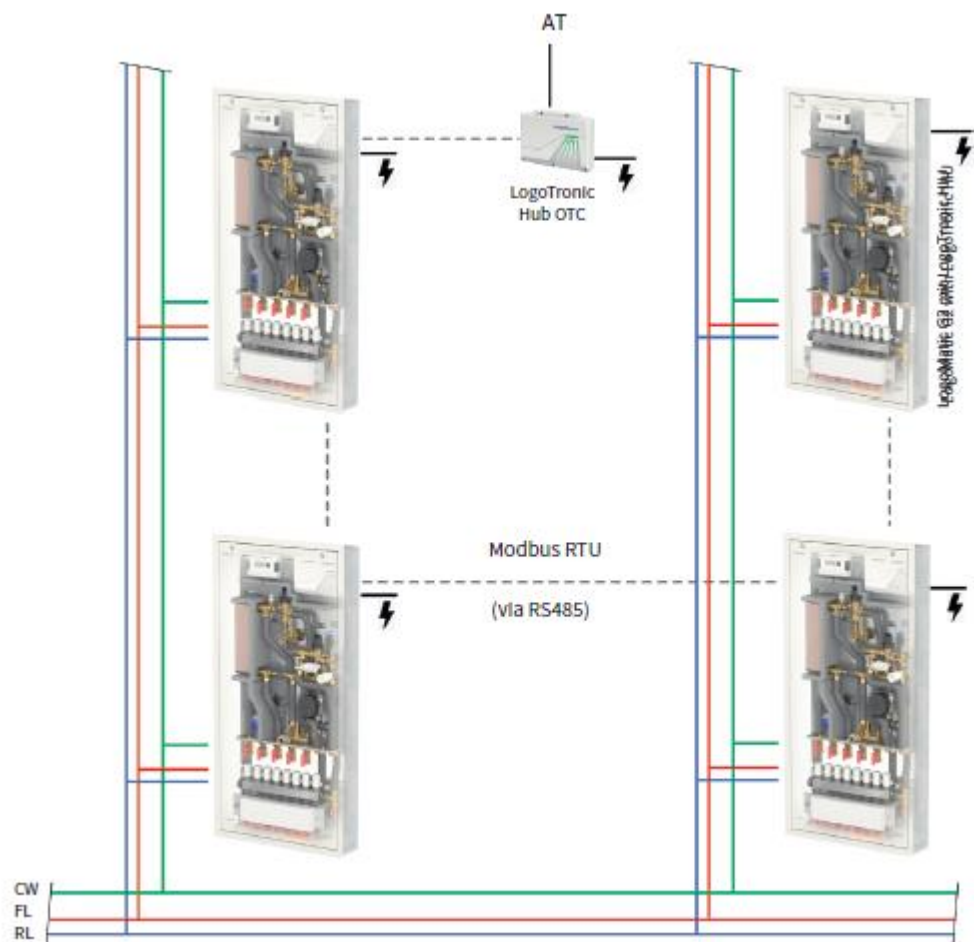 AT
LogoTronic
Hub OTC
Modbus RTU
(via RS485)
CW
FL
RL